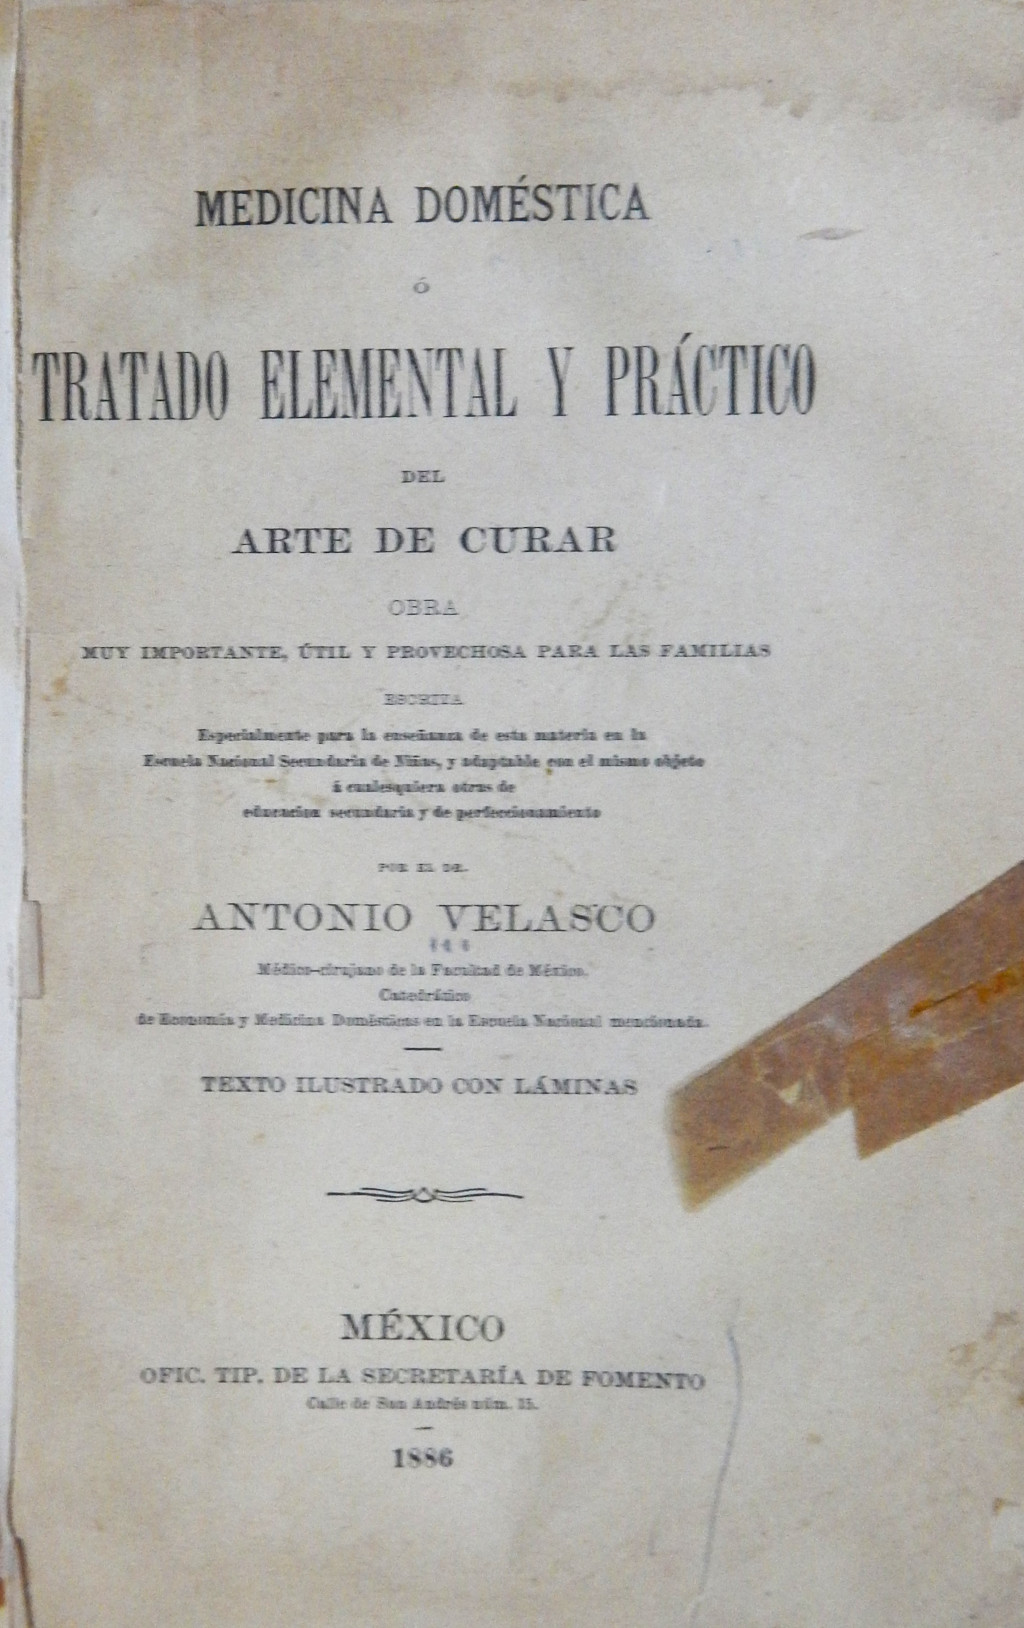 MEDICINA DOMÉSTICA
Ó
TRATADO ELEMENTAL Y PRÁCTICO
DEL
ARTE DE CURAR
OBRA
MUY IMPORTANTE, ÚTIL Y PROVECHOSA PARA LAS FAMILIAS
ESCRITA
Especialmente para la enseñanza de esta materia en la
Escuela Nacional Secundaria de Niñas, y adaptable con el mismo objeto
á cualesquiera otras de
educacion secundaria y de perfeccionamiento
POR EL DR.
ANTONIO VELASCO
Médico-cirujano de la Facultad de México.
Catedrático
de Economía y Medicina Domésticas en la Escuela Nacional mencionada.
TEXTO ILUSTRADO CON LÁMINAS
MÉXICO
OFIC. TIP. DE LA SECRETARÍA DE FOMENTO
Calle de San Andrés núm. 15.
1886